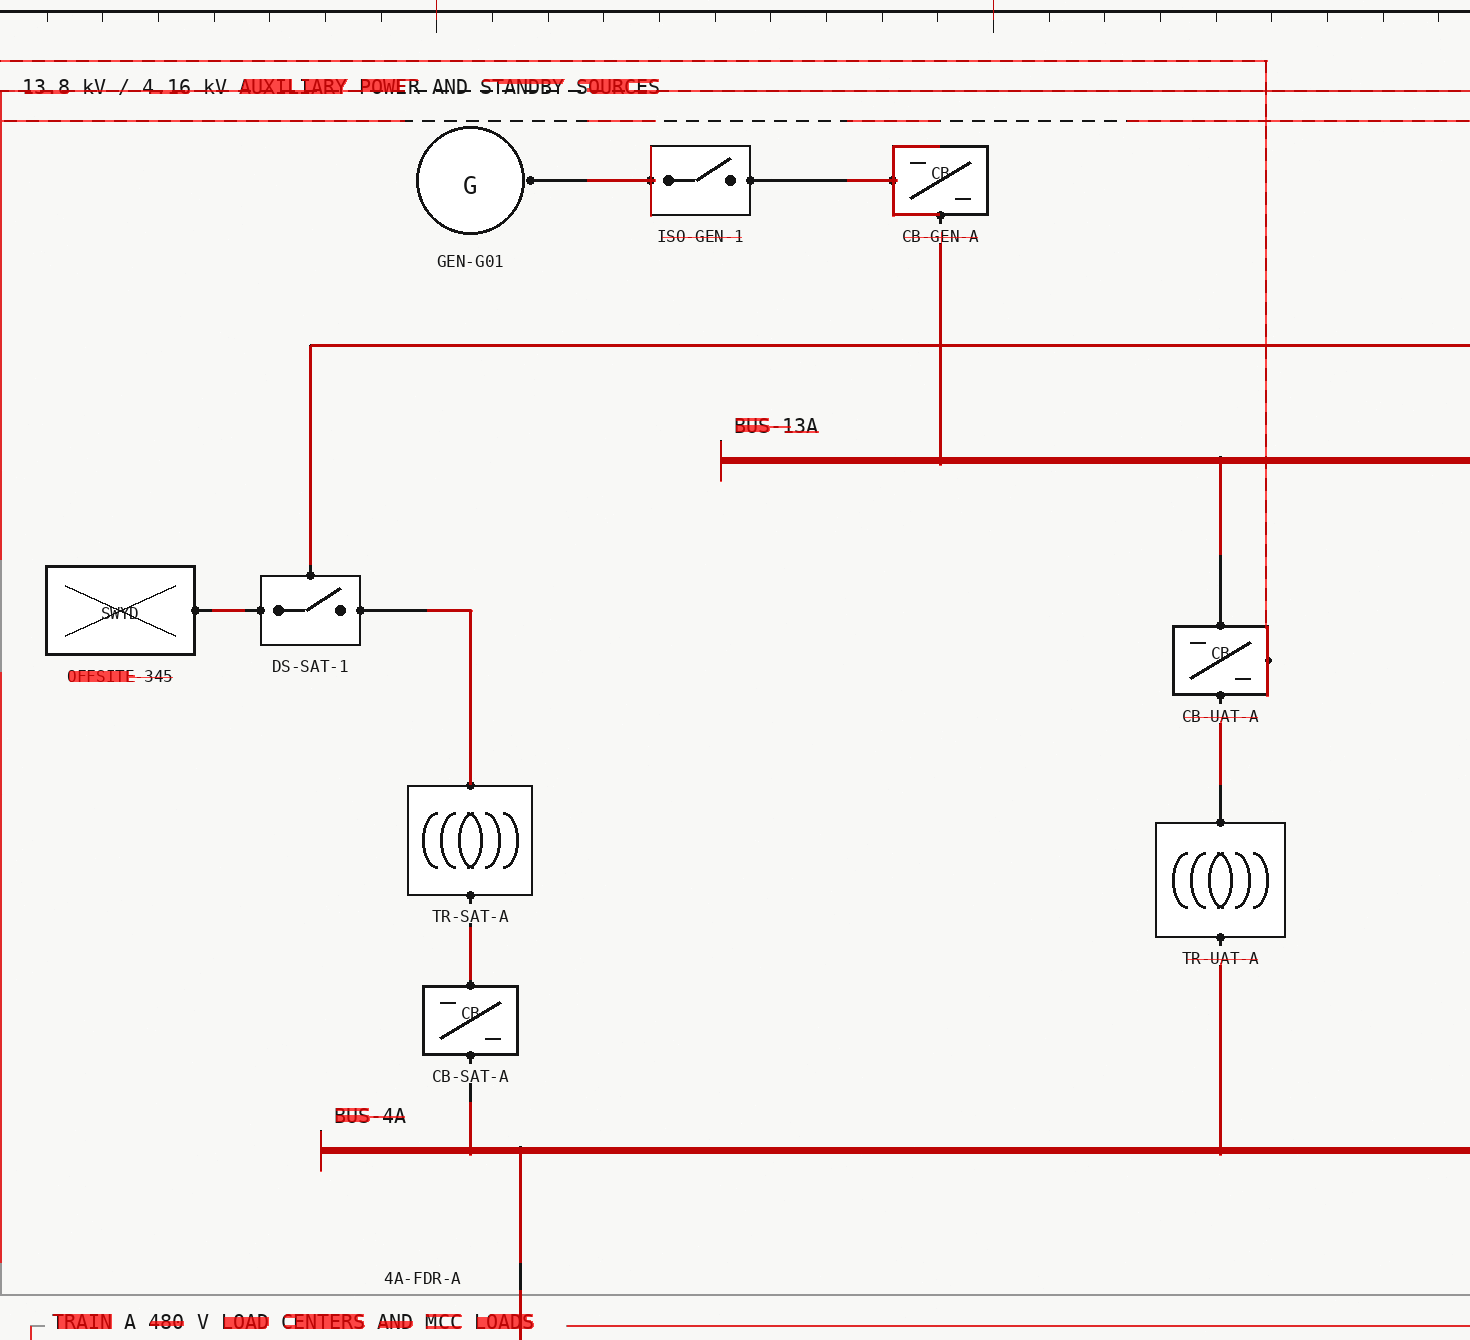 13.8 kV / 4.16 kV AUXILIARY POWER AND STANDBY SOURCES
G
CB
ISO-GEN-1
CB-GEN-A
GEN-G01
BUS-13A
SWYD
OFFSITE-345
DS-SAT-1
CB
CB-UAT-A
TR-SAT-A
TR-UAT-A
CB
CB-SAT-A
BUS-4A
4A-FDR-A
TRAIN A 480 V LOAD CENTERS AND MCC LOADS